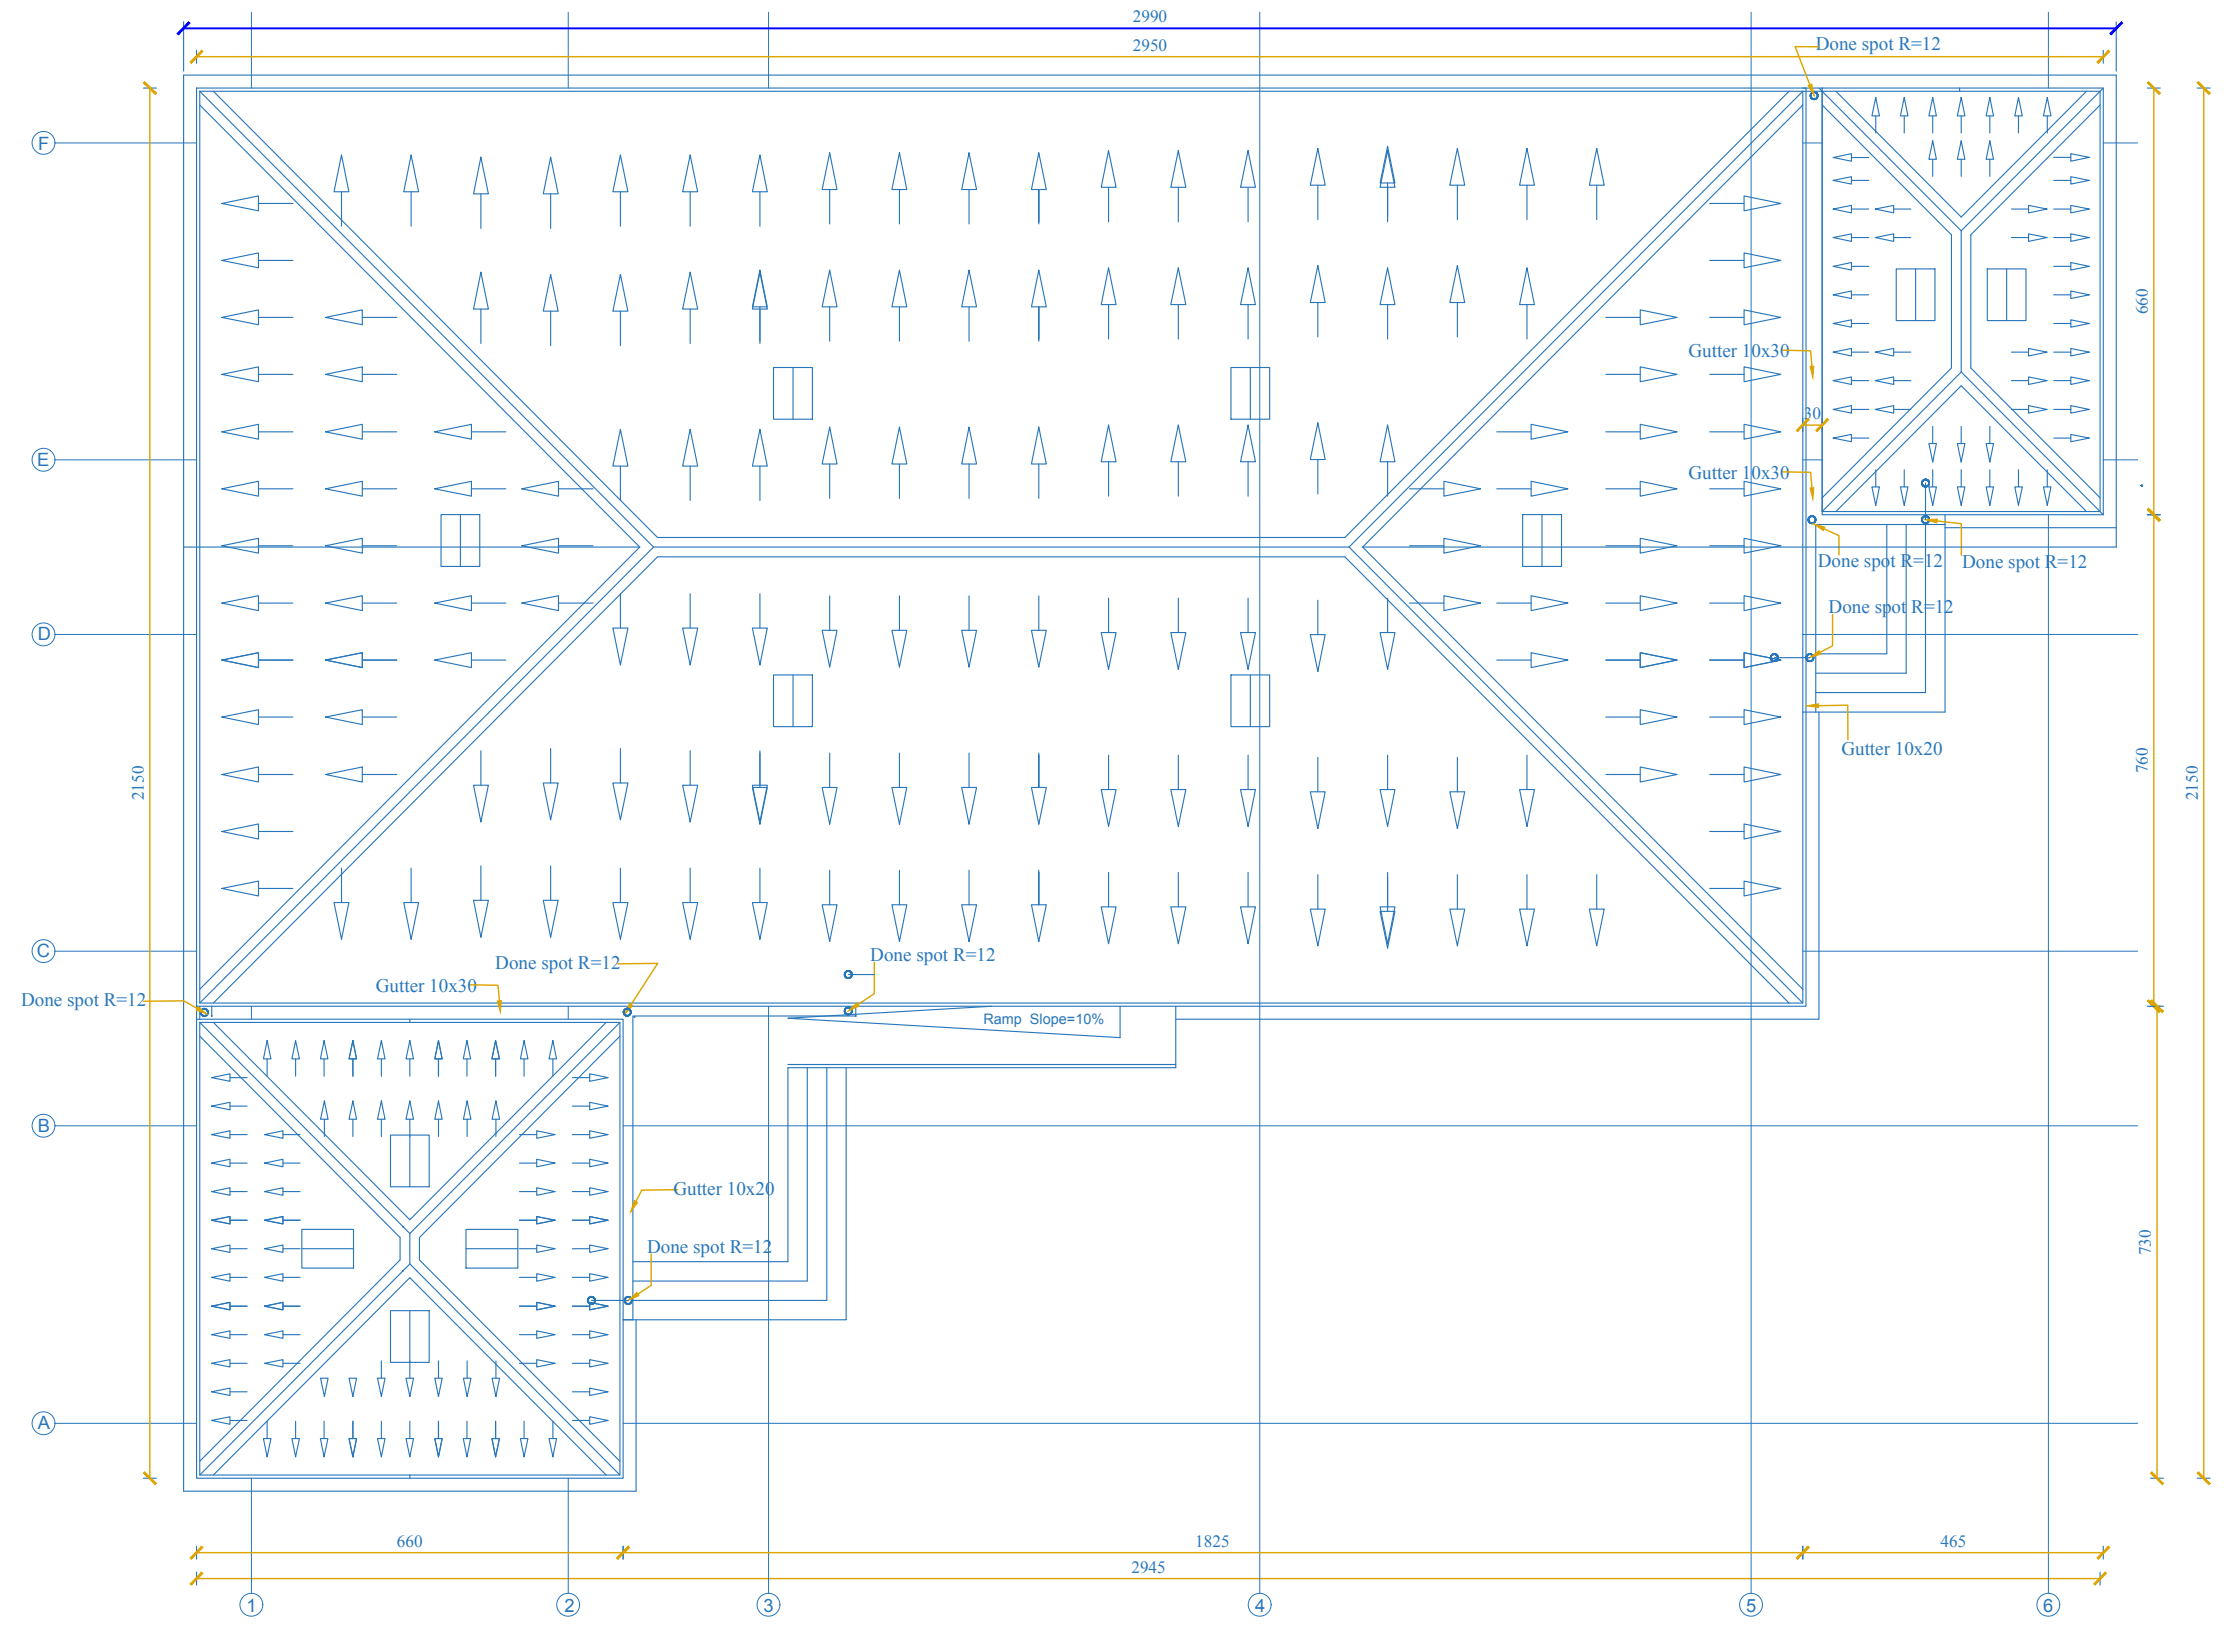 2990
2950
Done spot R=12
F
660
Gutter 10x30
30
E
Gutter 10x30
Done spot R=12
Done spot R=12
Done spot R=12
D
Gutter 10x20
760
2150
2150
C
Done spot R=12
Done spot R=12
Gutter 10x30
Done spot R=12
Ramp Slope=10%
B
Gutter 10x20
730
Done spot R=12
A
660
1825
465
2945
1
2
3
4
5
6